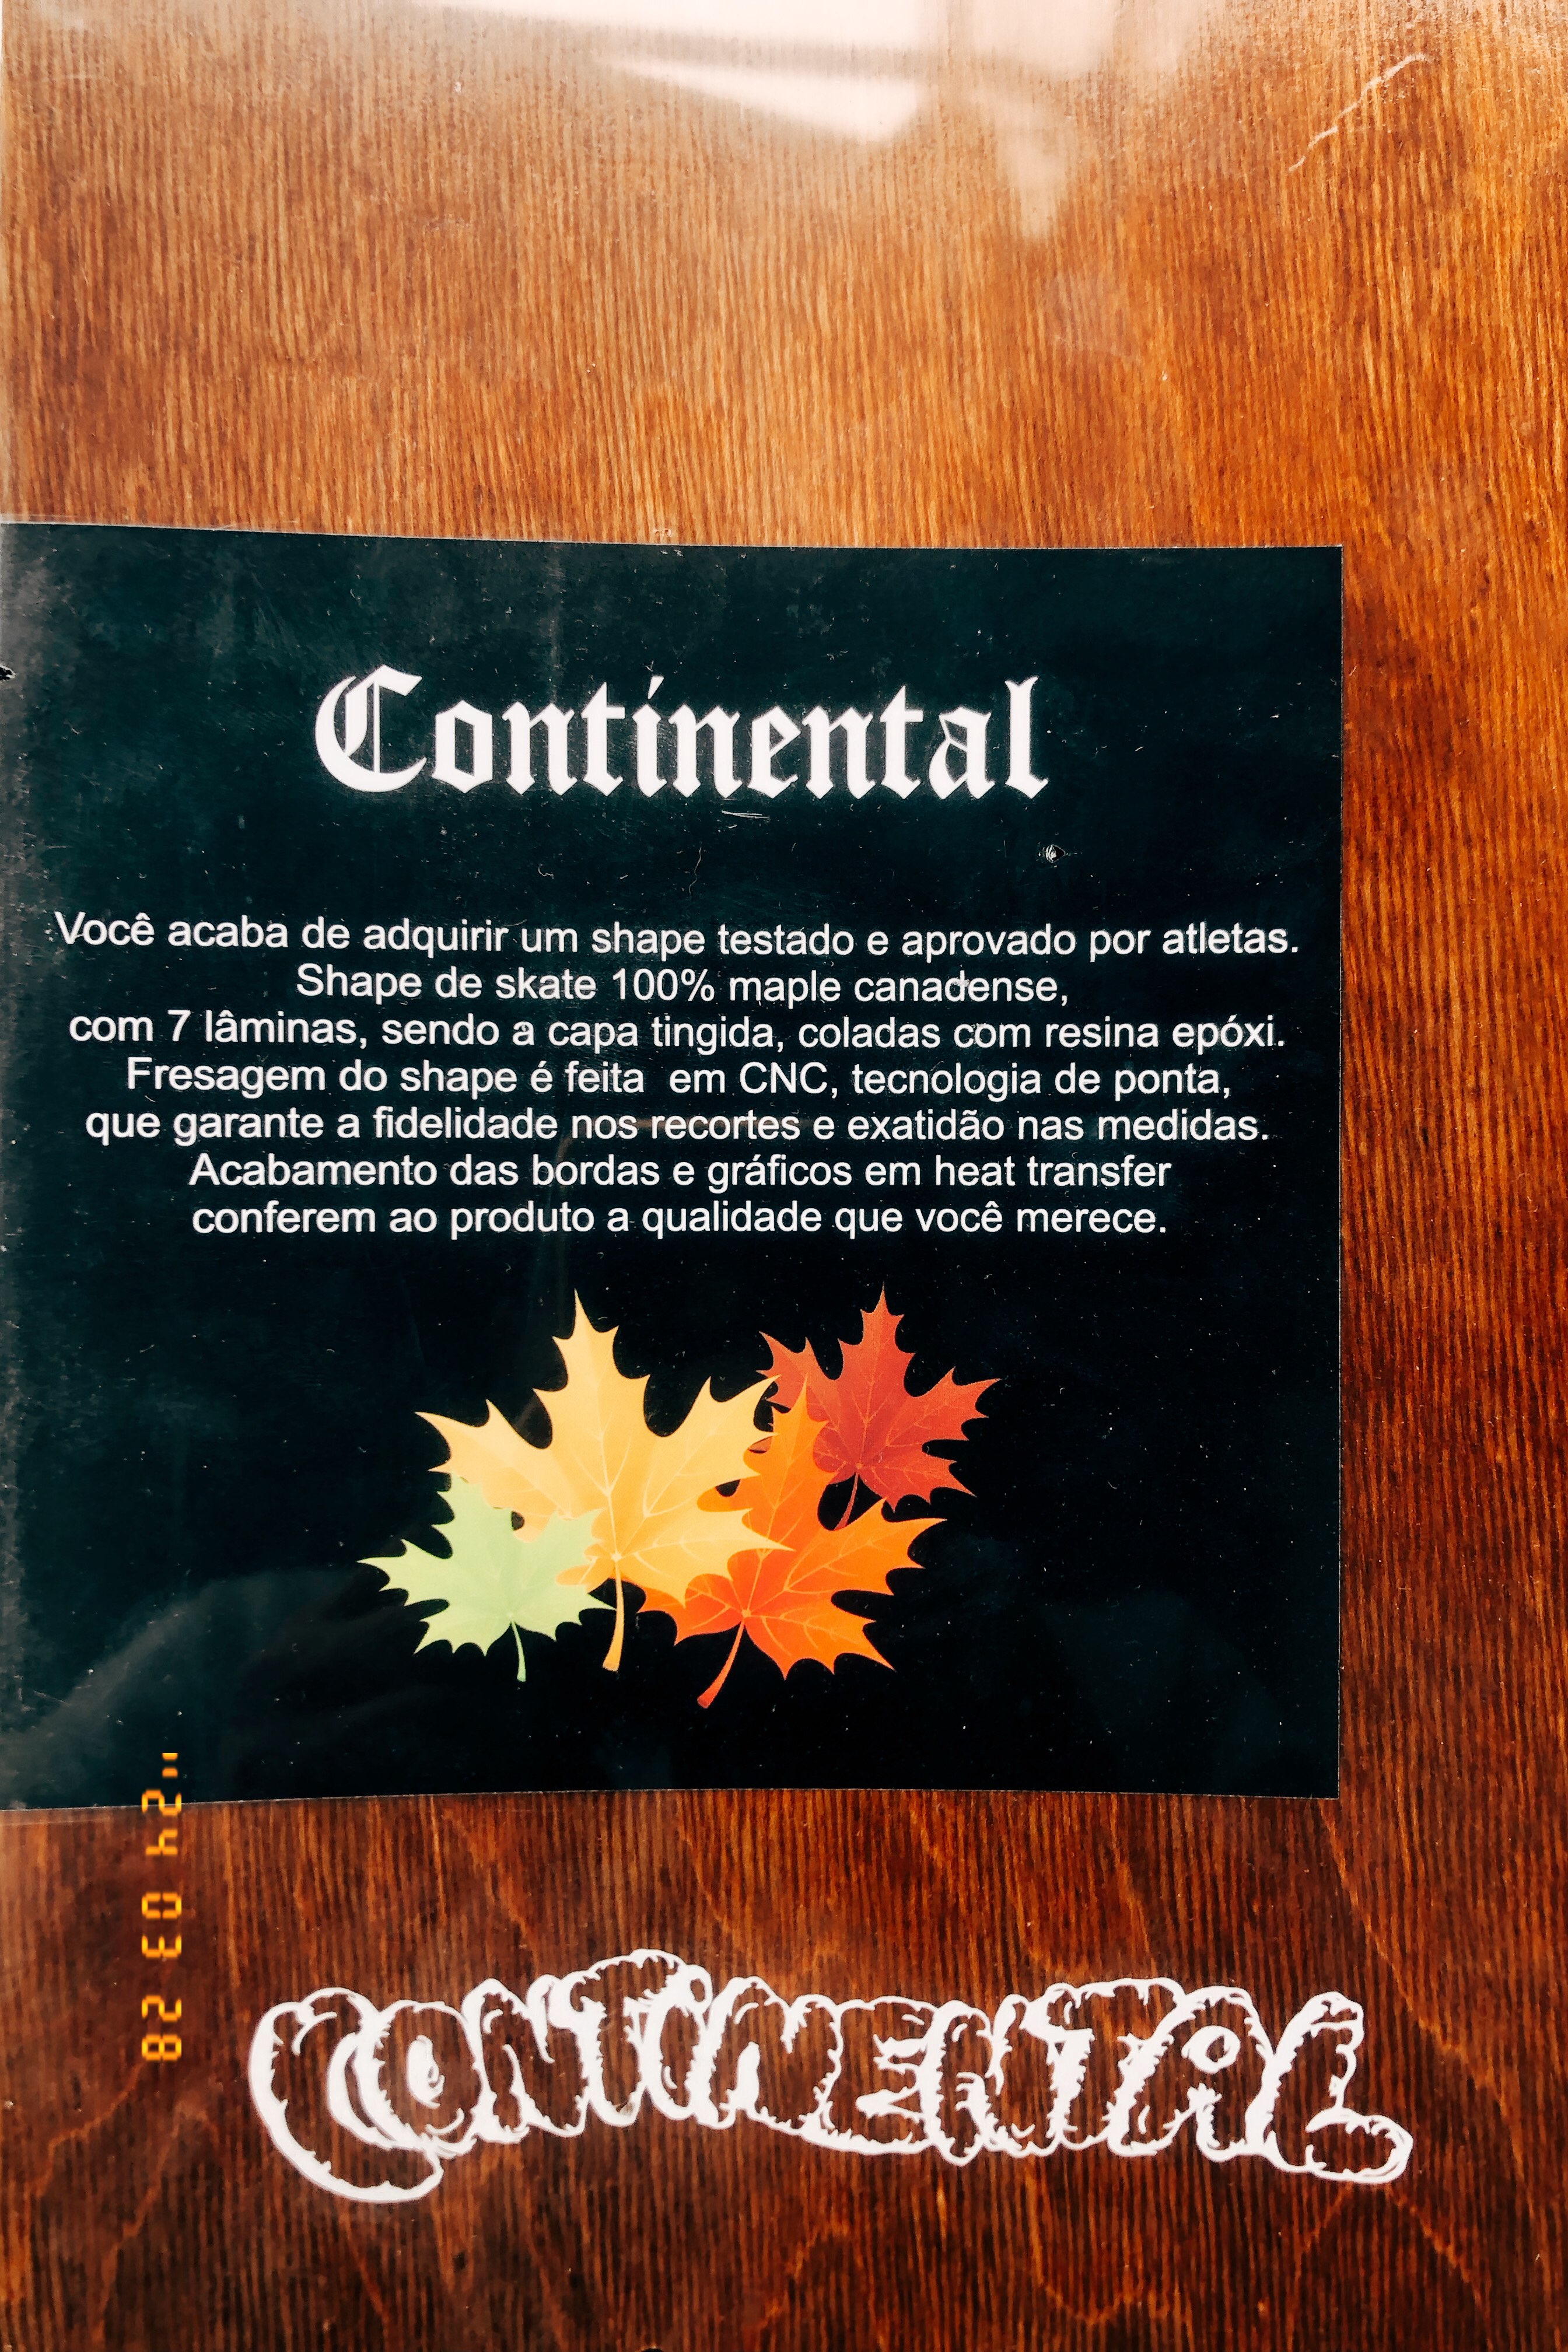 Continental
Você acaba de adquirir um shape testado e aprovado por atletas.
Shape de skate 100% maple canadense,
com 7 lâminas, sendo a capa tingida, coladas com resina epóxi.
Fresagem do shape é feita em CNC, tecnologia de ponta,
que garante a fidelidade nos recortes e exatidão nas medidas.
Acabamento das bordas e gráficos em heat transfer
conferem ao produto a qualidade que você merece.
"24 03 28
CONTINENTAL